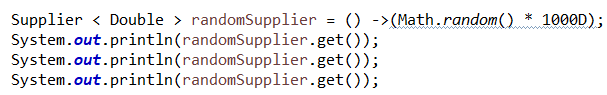 Supplier < Double > randomSupplier = () ->(Math.random() * 1000D);
System.out.println(randomSupplier.get());
System.out.println(randomSupplier.get());
System.out.println(randomSupplier.get());